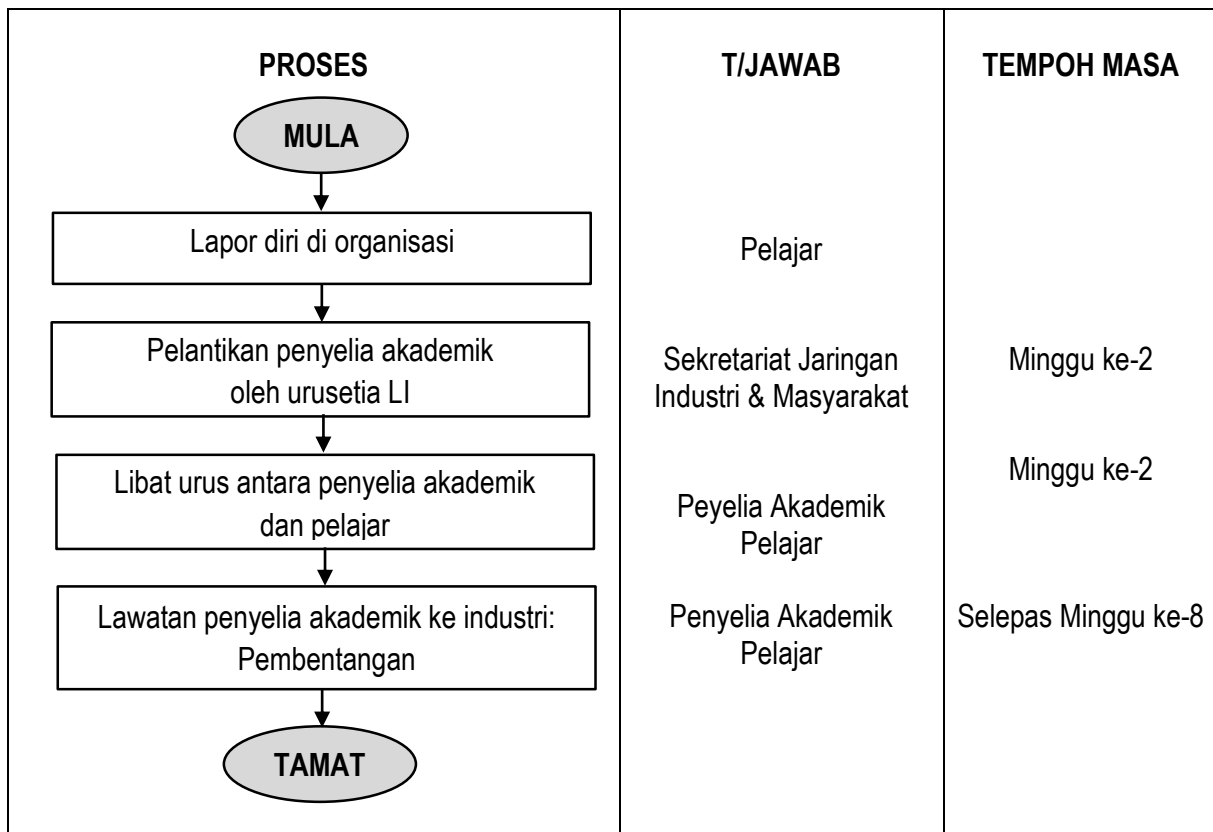 PROSES
T/JAWAB
TEMPOH MASA
MULA
Lapor diri di organisasi
Pelajar
Pelantikan penyelia akademik
oleh urusetia LI
Sekretariat Jaringan
Industri & Masyarakat
Minggu ke-2
Libat urus antara penyelia akademik
dan pelajar
Peyelia Akademik
Pelajar
Minggu ke-2
Lawatan penyelia akademik ke industri:
Pembentangan
Penyelia Akademik
Pelajar
Selepas Minggu ke-8
TAMAT